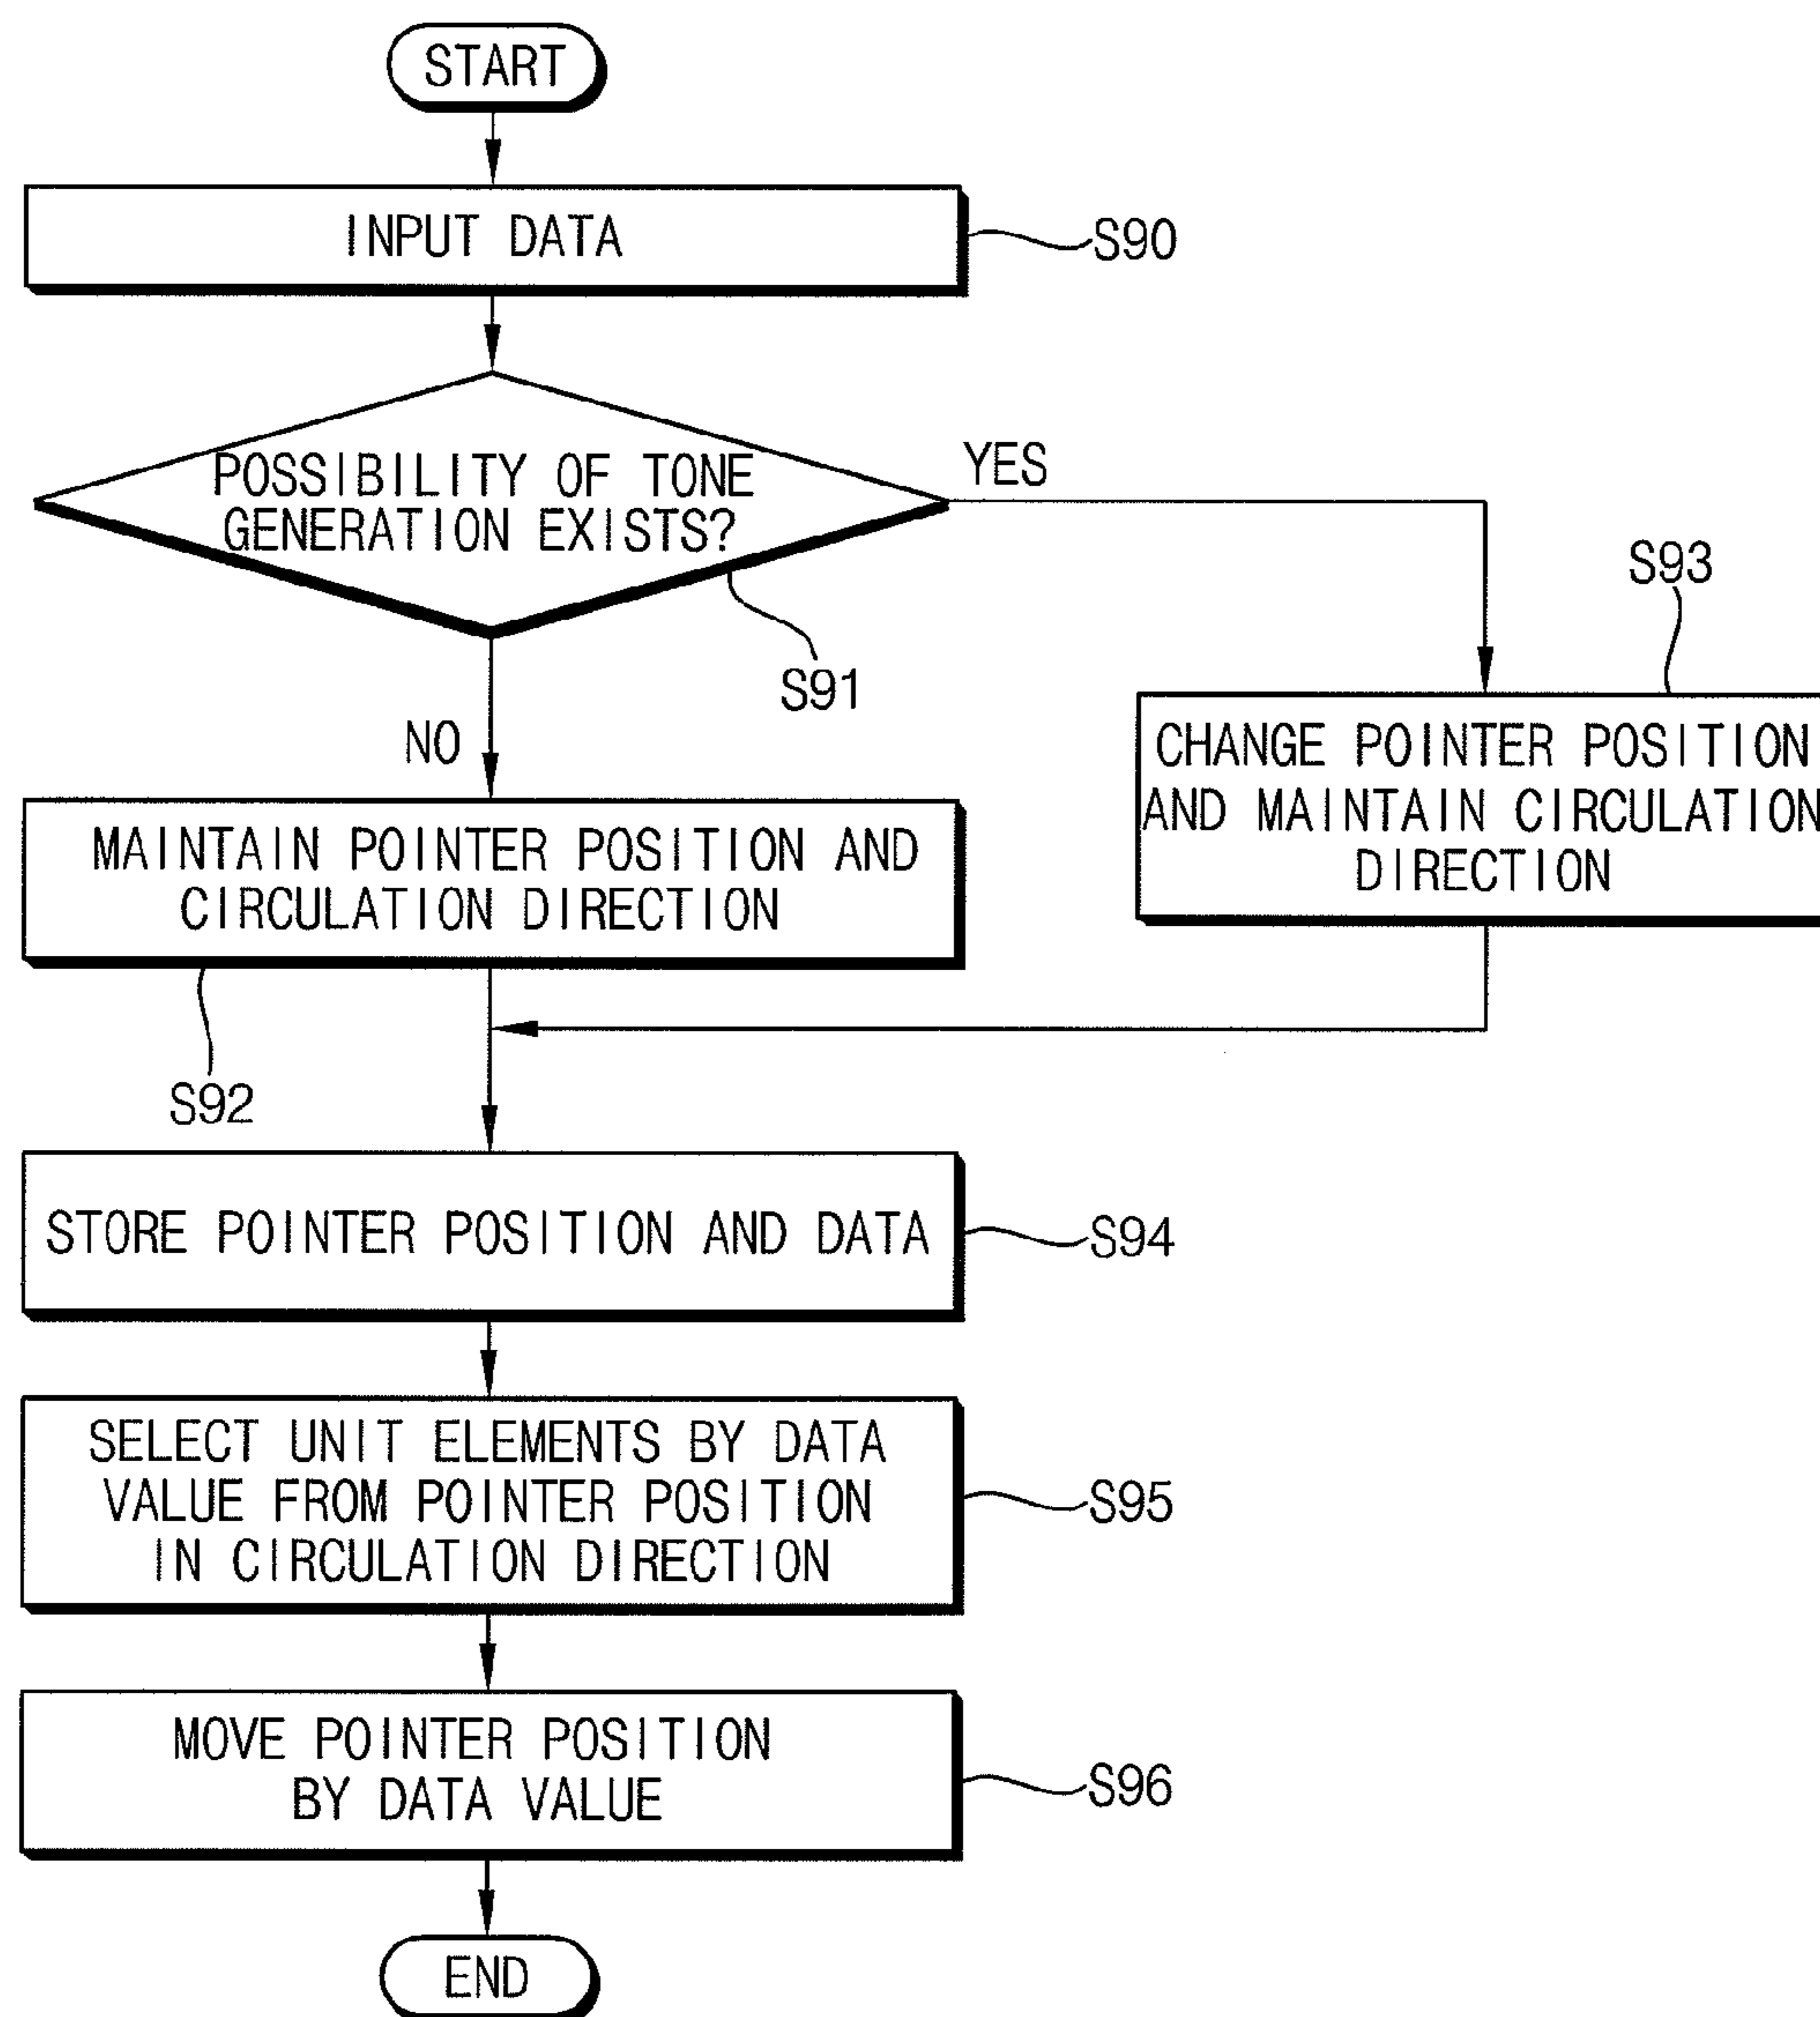 START
INPUT DATA
S90
POSSIBILITY OF TONE
GENERATION EXISTS?
YES
S91
S93
NO
CHANGE POINTER POSITION
AND MAINTAIN CIRCULATION
DIRECTION
MAINTAIN POINTER POSITION AND
CIRCULATION DIRECTION
S92
STORE POINTER POSITION AND DATA
S94
SELECT UNIT ELEMENTS BY DATA
VALUE FROM POINTER POSITION
IN CIRCULATION DIRECTION
S95
MOVE POINTER POSITION
BY DATA VALUE
S96
END